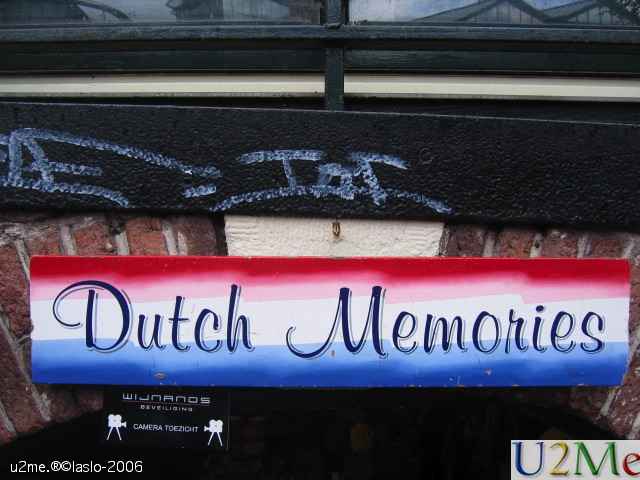 Dutch Memories
WIJNANDS
BEVEILIGING
CAMERA TOEZICHT
u2me.®©laslo-2006
U2Me